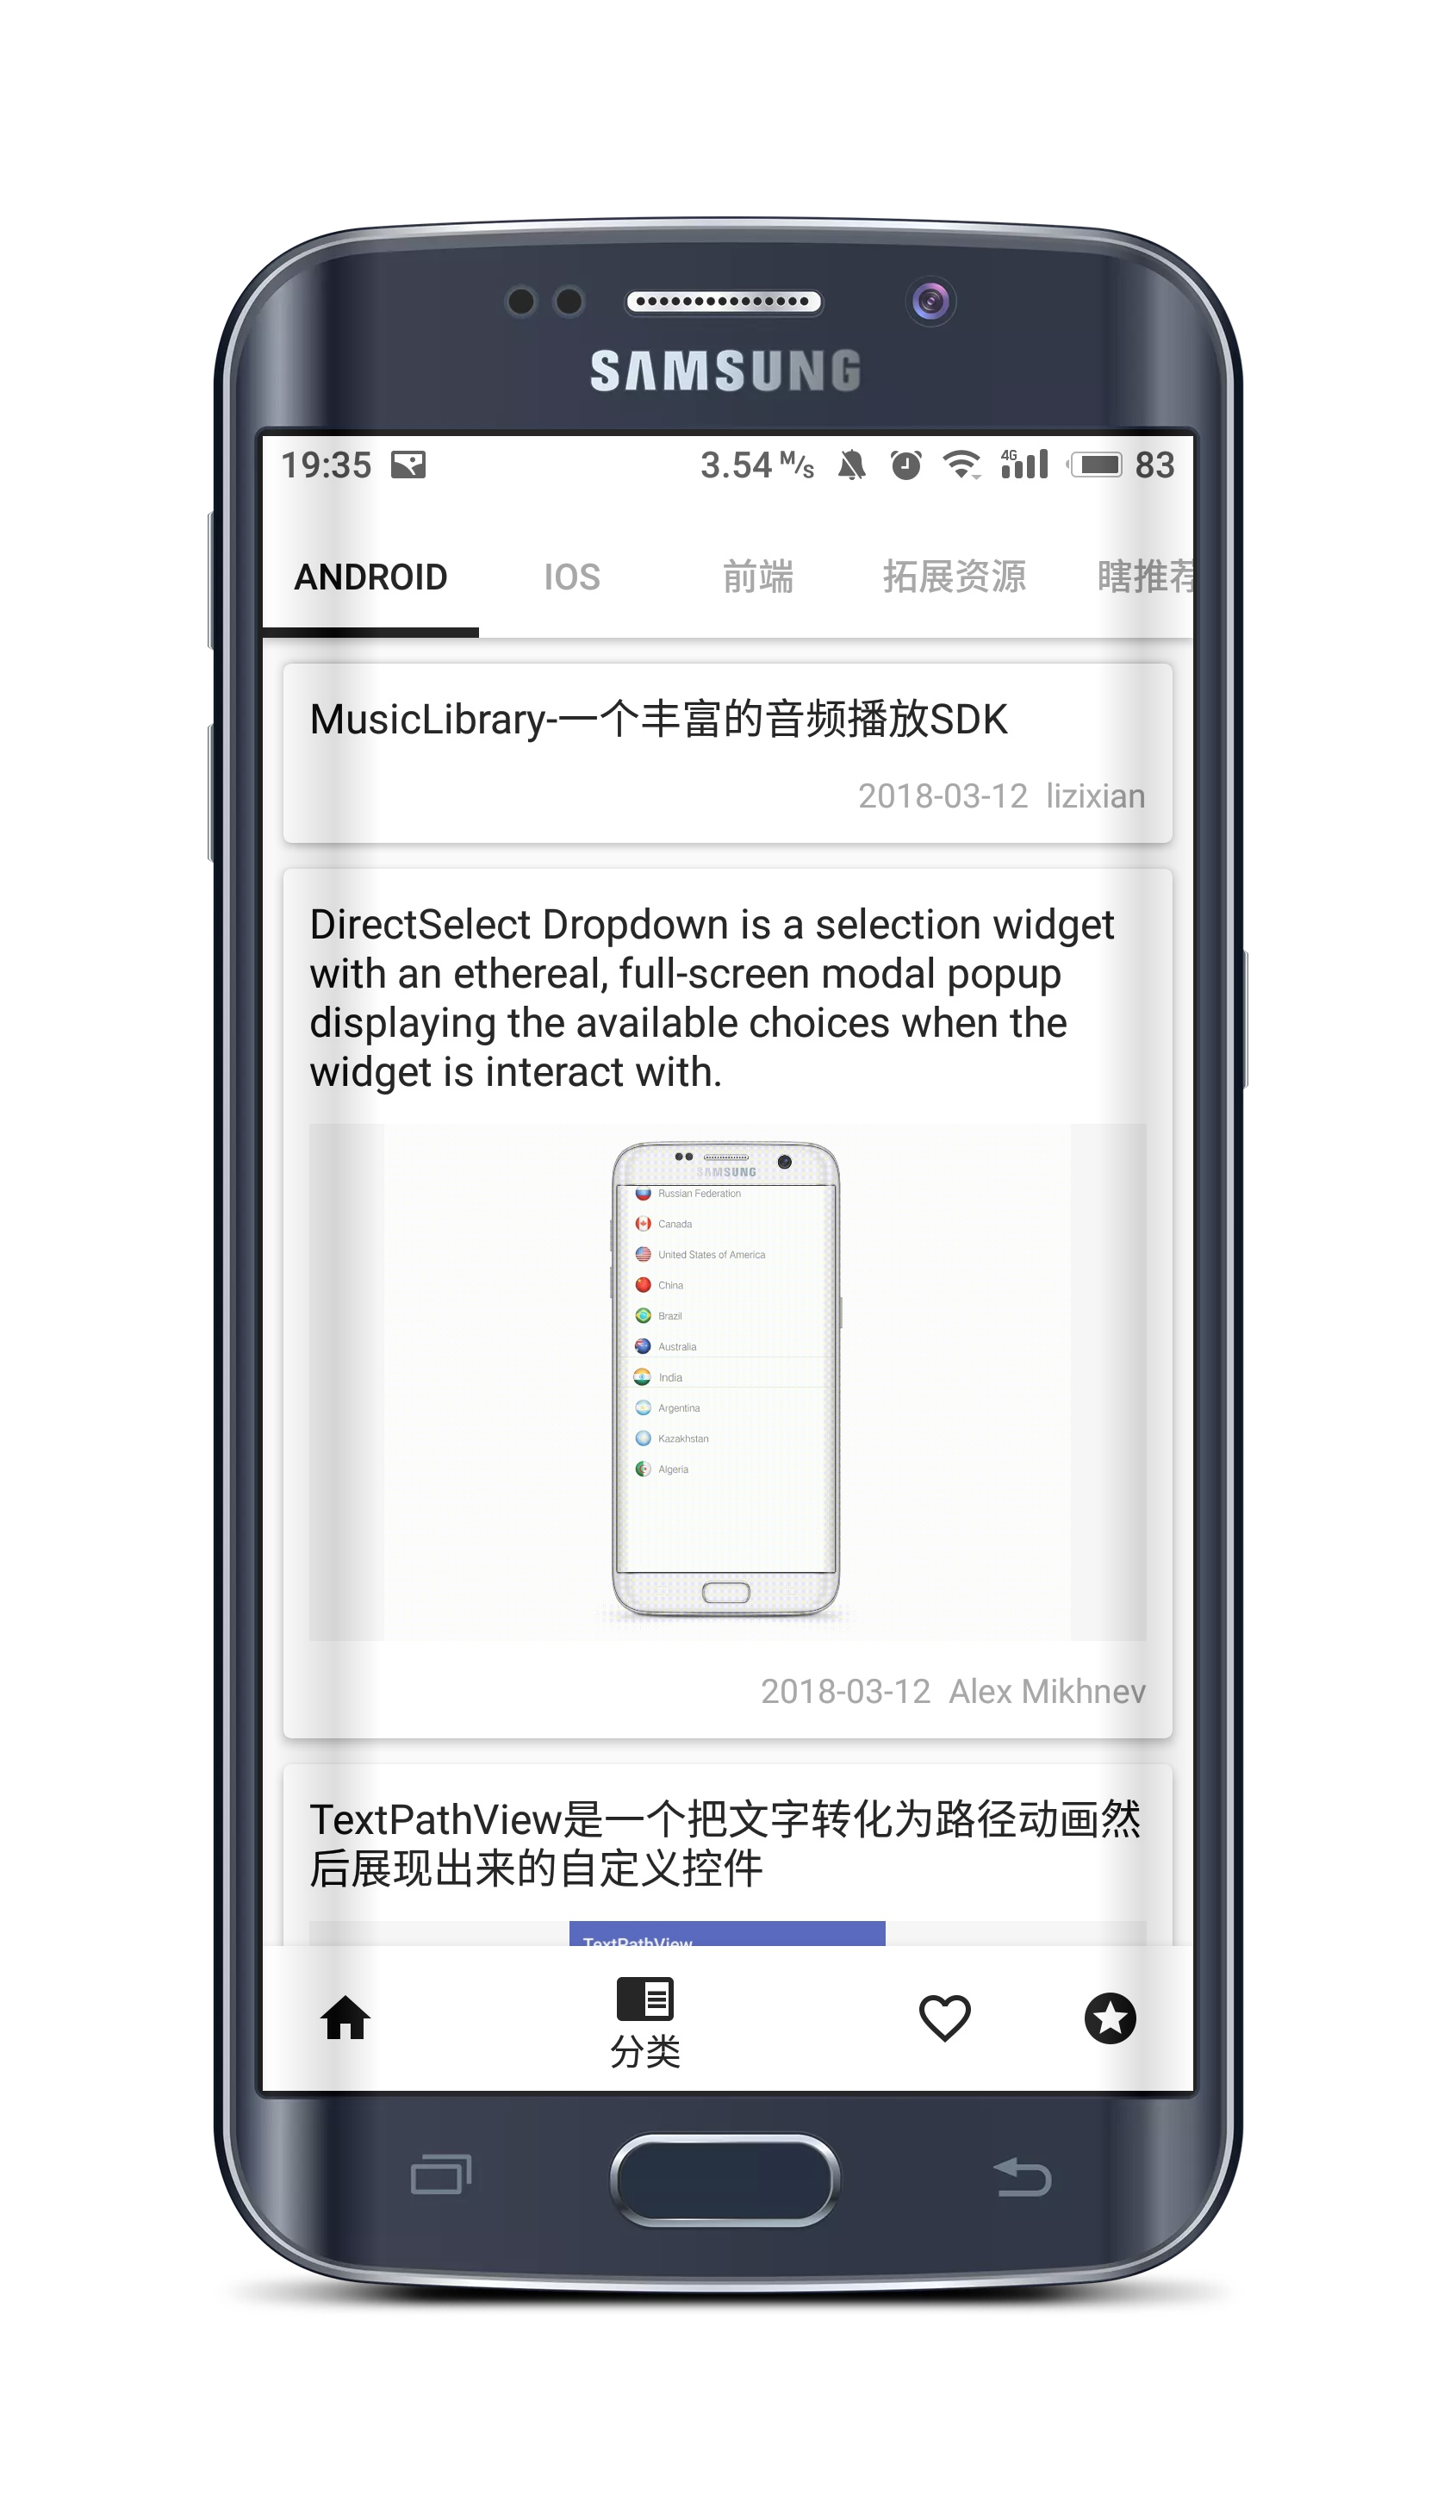 SAMSUNG
19:35 3.54 M/S 4G 83
ANDROID IOS 前端 拓展资源 瞎推荐
MusicLibrary-一个丰富的音频播放SDK
2018-03-12 lizixian
DirectSelect Dropdown is a selection widget
with an ethereal, full-screen modal popup
displaying the available choices when the
widget is interact with.
SAMSUNG
Russian Federation
Canada
United States of America
China
Brazil
Australia
India
Argentina
Kazakhstan
Algeria
2018-03-12 Alex Mikhnev
TextPathView是一个把文字转化为路径动画然
后展现出来的自定义控件
TextPathView
分类